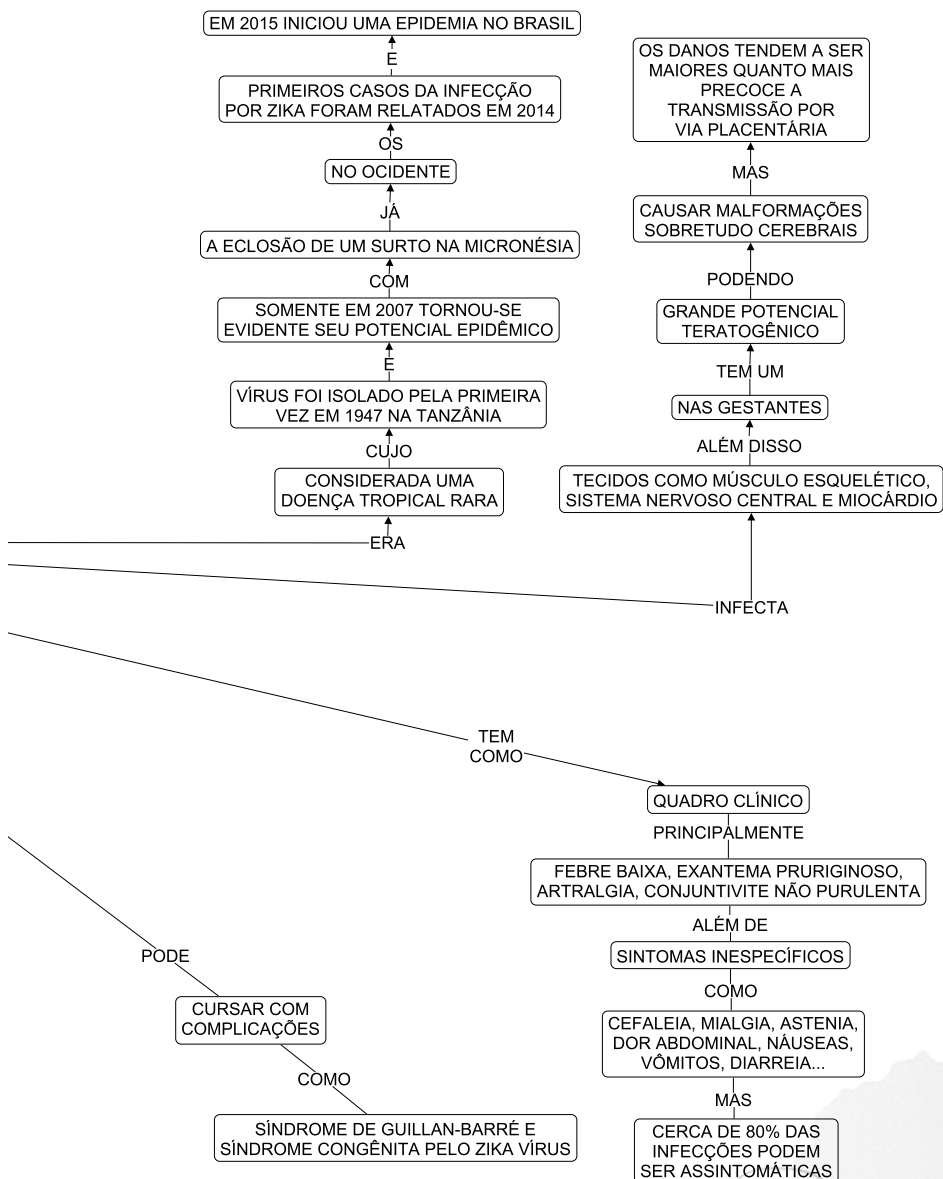 EM 2015 INICIOU UMA EPIDEMIA NO BRASIL
E
PRIMEIROS CASOS DA INFECÇÃO
POR ZIKA FORAM RELATADOS EM 2014
OS
NO OCIDENTE
JÁ
A ECLOSÃO DE UM SURTO NA MICRONÉSIA
COM
SOMENTE EM 2007 TORNOU-SE
EVIDENTE SEU POTENCIAL EPIDÊMICO
E
VÍRUS FOI ISOLADO PELA PRIMEIRA
VEZ EM 1947 NA TANZÂNIA
CUJO
CONSIDERADA UMA
DOENÇA TROPICAL RARA
ERA
OS DANOS TENDEM A SER
MAIORES QUANTO MAIS
PRECOCE A
TRANSMISSÃO POR
VIA PLACENTÁRIA
MAS
CAUSAR MALFORMAÇÕES
SOBRETUDO CEREBRAIS
PODENDO
GRANDE POTENCIAL
TERATOGÊNICO
TEM UM
NAS GESTANTES
ALÉM DISSO
TECIDOS COMO MÚSCULO ESQUELÉTICO,
SISTEMA NERVOSO CENTRAL E MIOCÁRDIO
INFECTA
TEM
COMO
QUADRO CLÍNICO
PRINCIPALMENTE
FEBRE BAIXA, EXANTEMA PRURIGINOSO,
ARTRALGIA, CONJUNTIVITE NÃO PURULENTA
ALÉM DE
SINTOMAS INESPECÍFICOS
COMO
CEFALEIA, MIALGIA, ASTENIA,
DOR ABDOMINAL, NÁUSEAS,
VÔMITOS, DIARREIA...
MAS
CERCA DE 80% DAS
INFECÇÕES PODEM
SER ASSINTOMÁTICAS
PODE
CURSAR COM
COMPLICAÇÕES
COMO
SÍNDROME DE GUILLAN-BARRÉ E
SÍNDROME CONGÊNITA PELO ZIKA VÍRUS